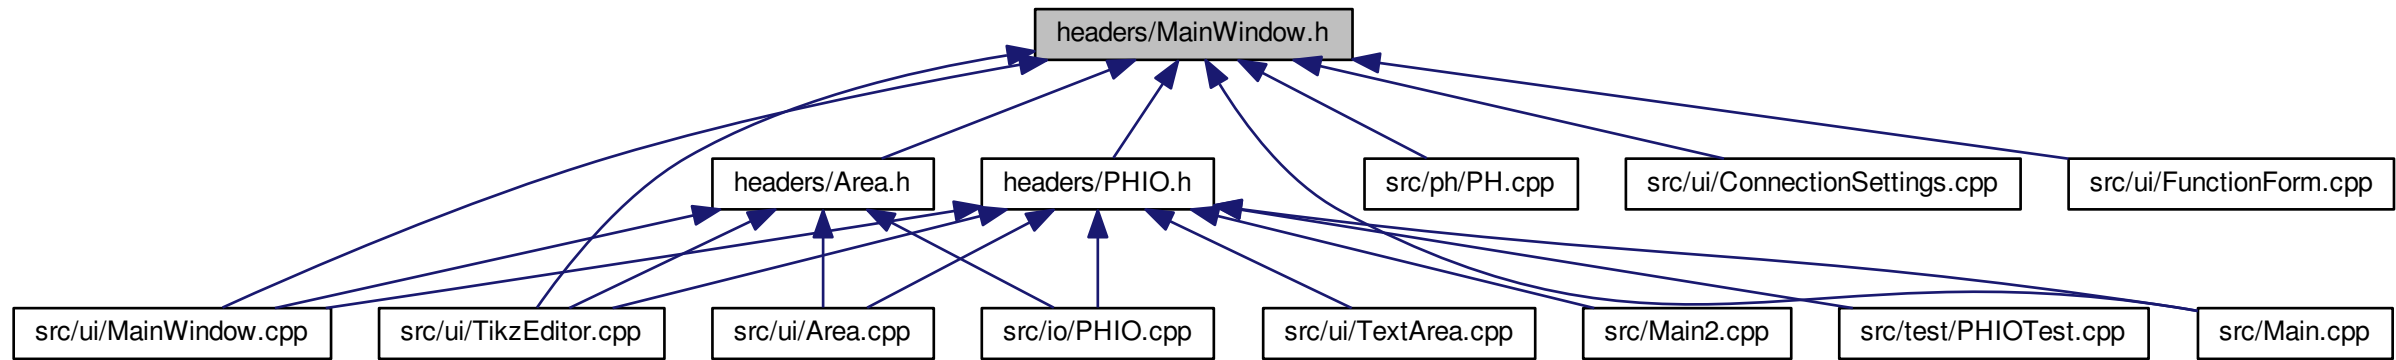 headers/MainWindow.h
headers/Area.h
headers/PHIO.h
src/ph/PH.cpp
src/ui/ConnectionSettings.cpp
src/ui/FunctionForm.cpp
src/ui/MainWindow.cpp
src/ui/TikzEditor.cpp
src/ui/Area.cpp
src/io/PHIO.cpp
src/ui/TextArea.cpp
src/Main2.cpp
src/test/PHIOTest.cpp
src/Main.cpp